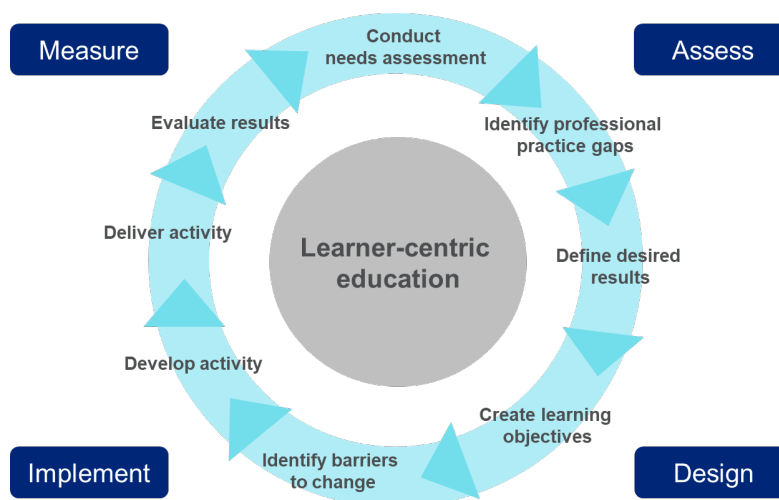 Measure
Conduct
needs assessment
Assess
Evaluate results
Identify professional
practice gaps
Deliver activity
Learner-centric
education
Define desired
results
Develop activity
Create learning
objectives
Implement
Identify barriers
to change
Design